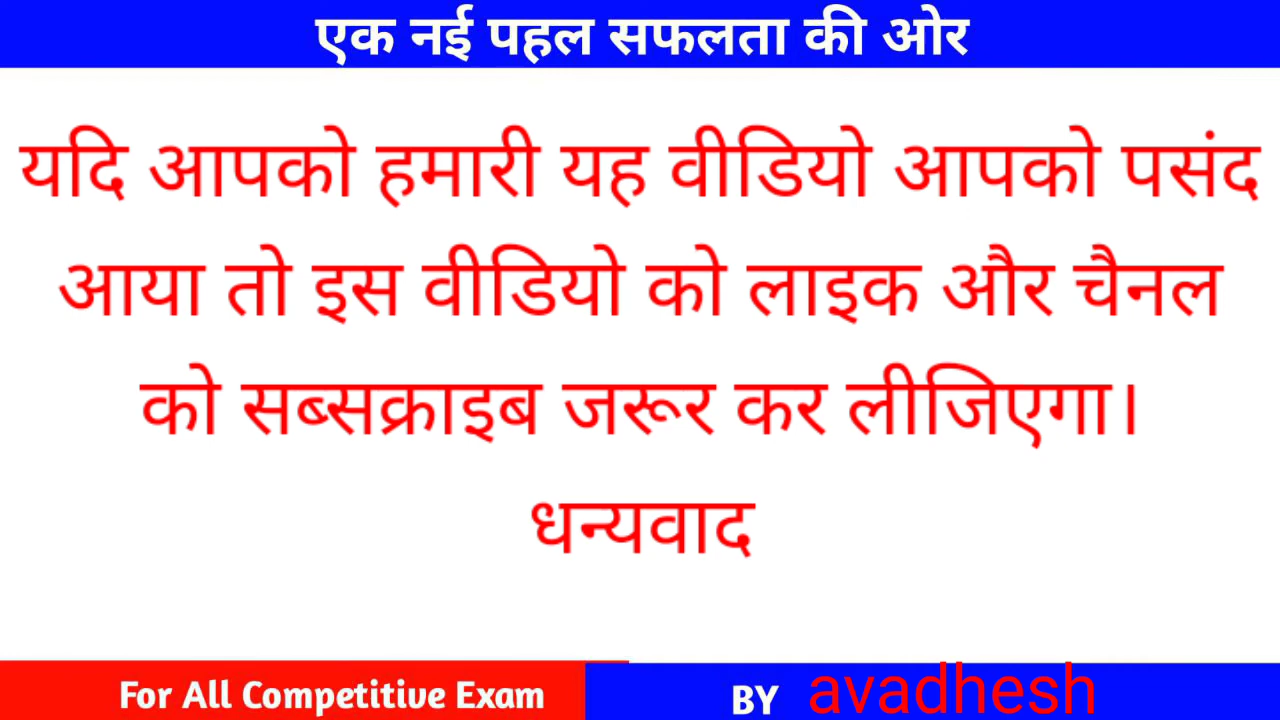 एक नई पहल सफलता की ओर
यदि आपको हमारी यह वीडियो आपको पसंद
आया तो इस वीडियो को लाइक और चैनल
को सब्सक्राइब जरूर कर लीजिएगा।
धन्यवाद
For All Competitive Exam
BY avadhesh